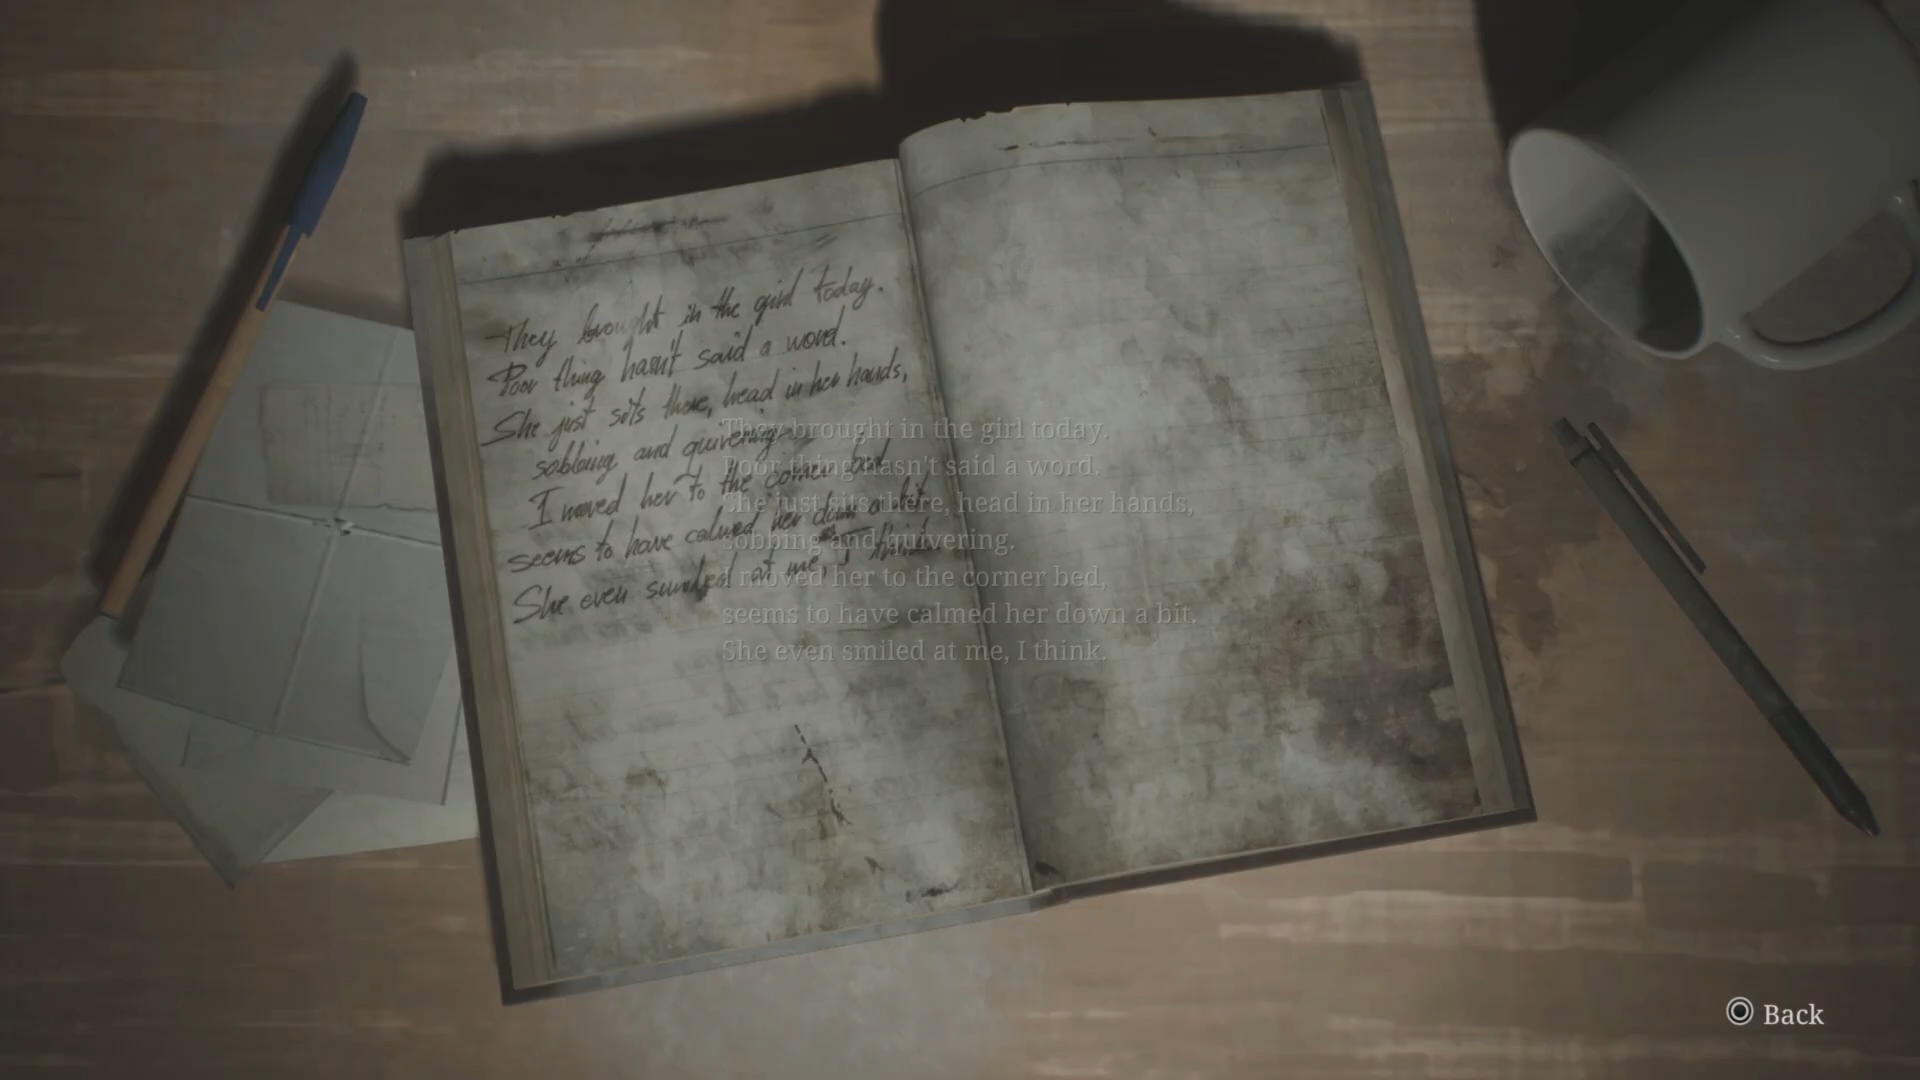 They brought in the girl today.
Poor thing hasn't said a word.
She just sits there, head in her hands,
sobbing and quivering.
I moved her to the corner bed,
seems to have calmed her down a bit.
She even smiled at me, I think.
They brought in the girl today.
Poor thing hasn't said a word.
She just sits there, head in her hands,
sobbing and quivering.
I moved her to the corner bed,
seems to have calmed her down a bit.
She even smiled at me, I think.
Back